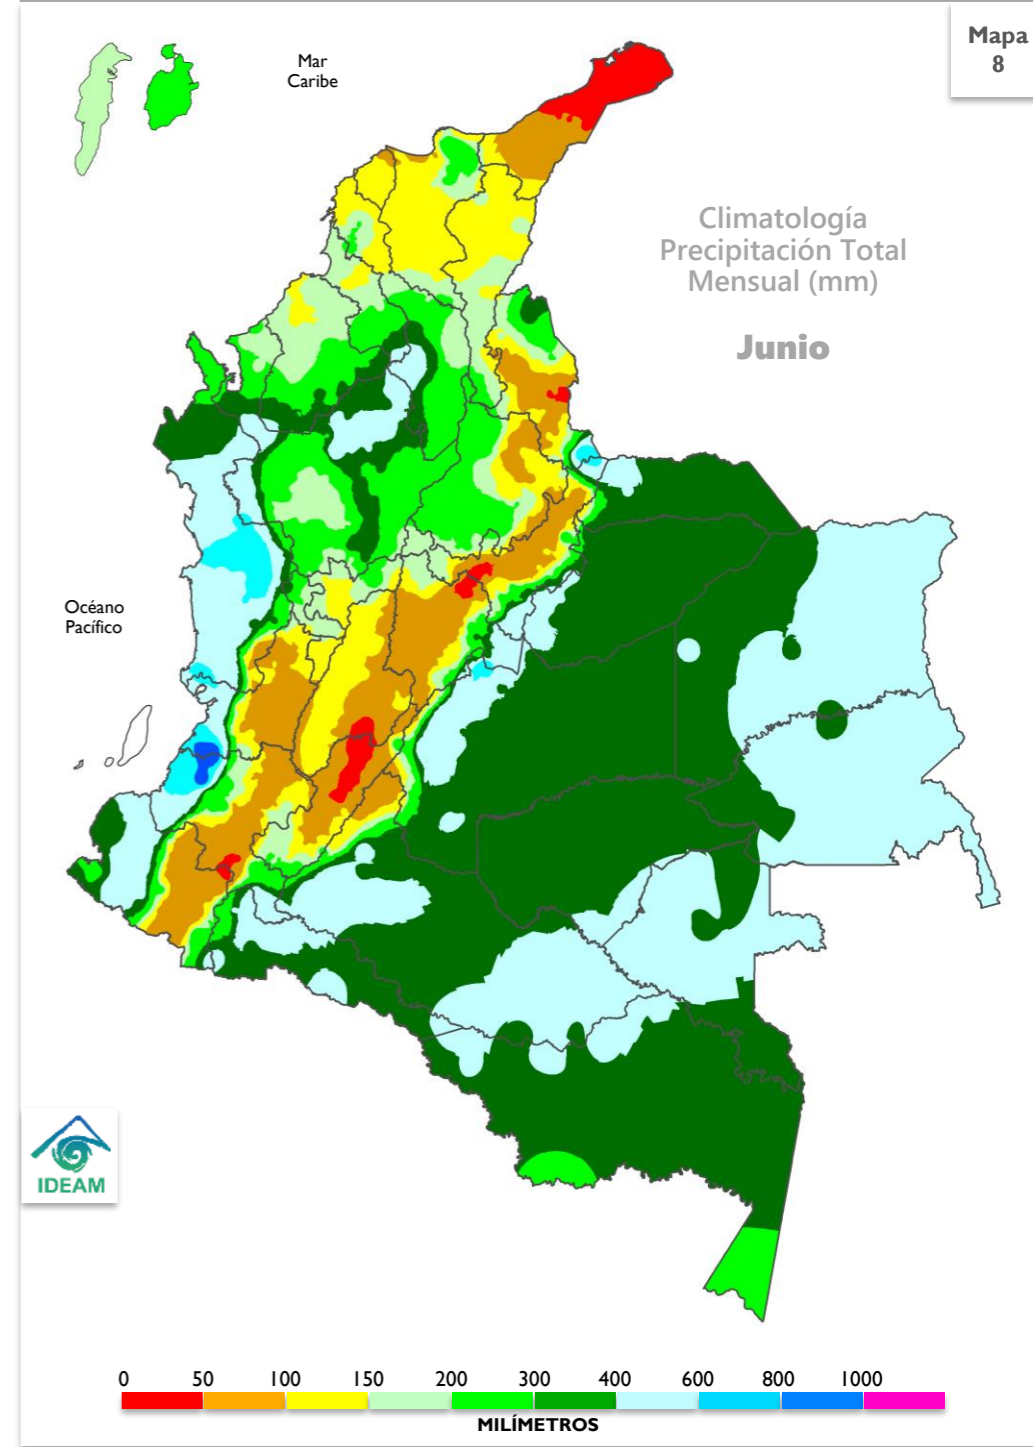 Mapa
8
Mar
Caribe
Climatología
Precipitación Total
Mensual (mm)
Junio
Océano
Pacífico
IDEAM
0 50 100 150 200 300 400 600 800 1000
MILÍMETROS